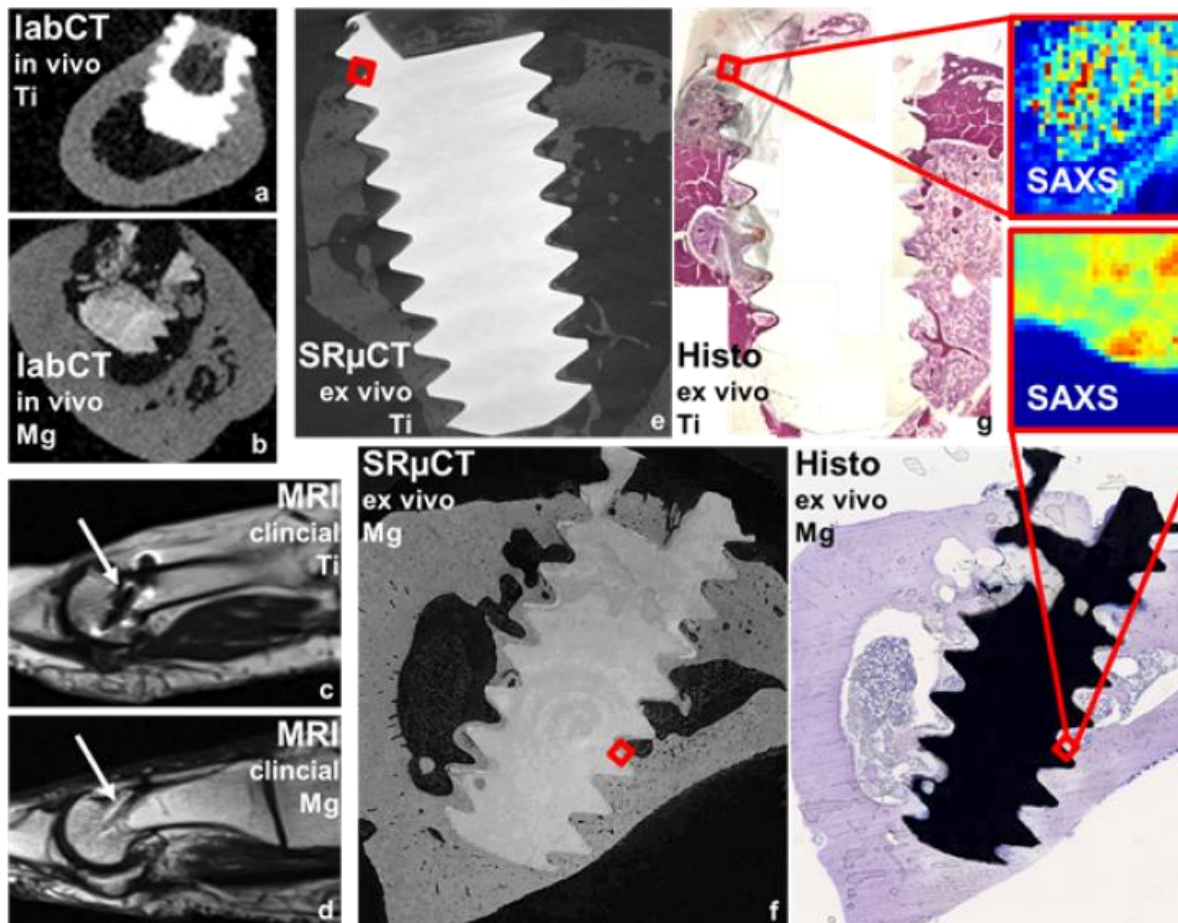 labCT
in vivo
Ti
a
labCT
in vivo
Mg
b
MRI
clincial
Ti
c
MRI
clincial
Mg
d
SRµCT
ex vivo
Ti
e
Histo
ex vivo
Ti
g
SAXS
SAXS
SRµCT
ex vivo
Mg
f
Histo
ex vivo
Mg